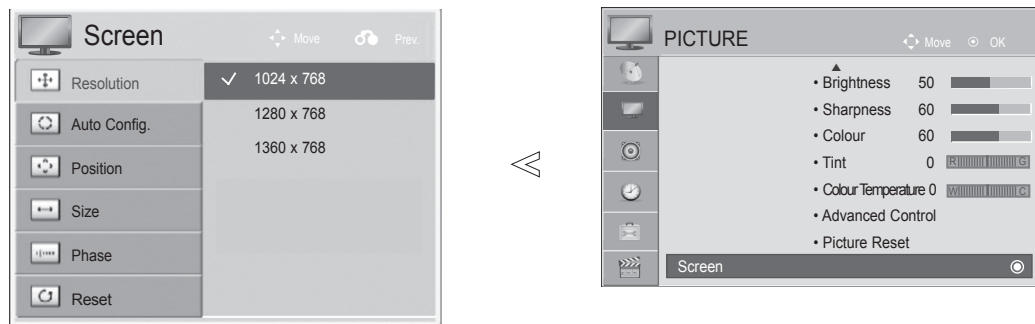 Screen
Move
Prev.
Resolution
Auto Config.
Position
Size
Phase
Reset
1024 x 768
1280 x 768
1360 x 768
PICTURE
Move
OK
• Brightness 50
• Sharpness 60
• Colour 60
• Tint 0 R G
• Colour Temperature 0 W C
• Advanced Control
• Picture Reset
Screen